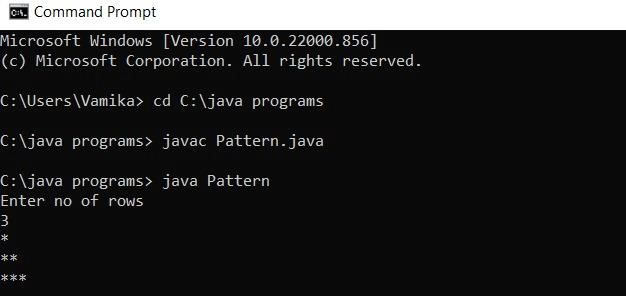 Command Prompt
Microsoft Windows [Version 10.0.22000.856]
(c) Microsoft Corporation. All rights reserved.
C:\Users\Vamika> cd C:\java programs
C:\java programs> javac Pattern.java
C:\java programs> java Pattern
Enter no of rows
3
*
**
***